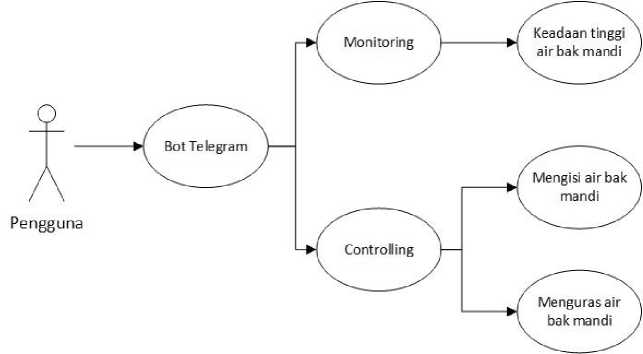 Monitoring
Keadaan tinggi
air bak mandi
Bot Telegram
Pengguna
Mengisi air bak
mandi
Controlling
Menguras air
bak mandi